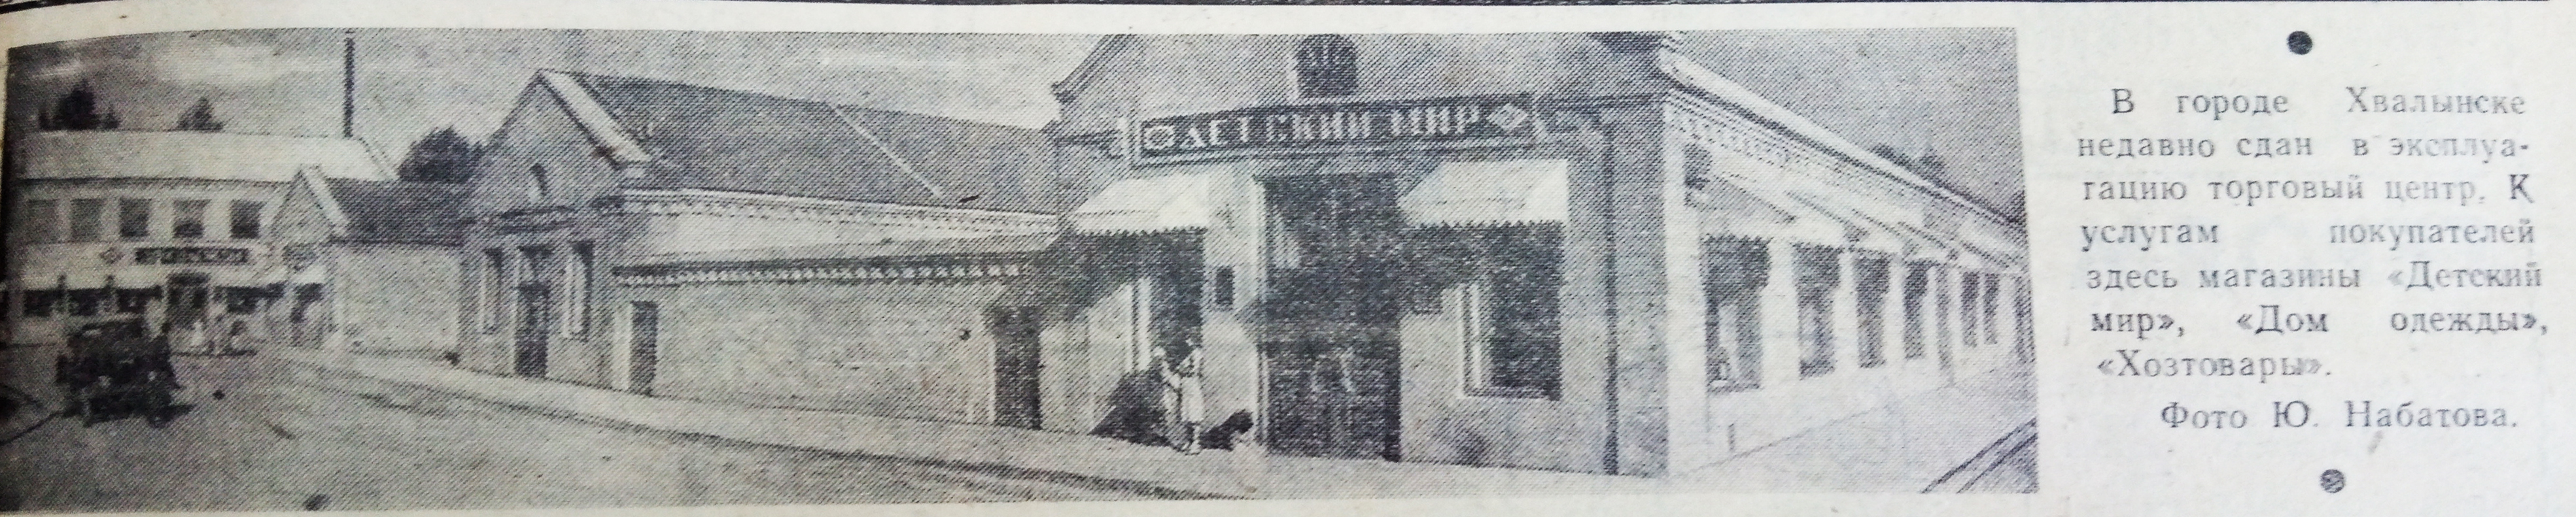 ДЕТСКИЙ МИР
В городе Хвалынске
недавно сдан в эксплуа-
тацию торговый центр. К
услугам покупателей
здесь магазины «Детский
мир», «Дом одежды»,
«Хозтовары».
Фото Ю. Набатова.